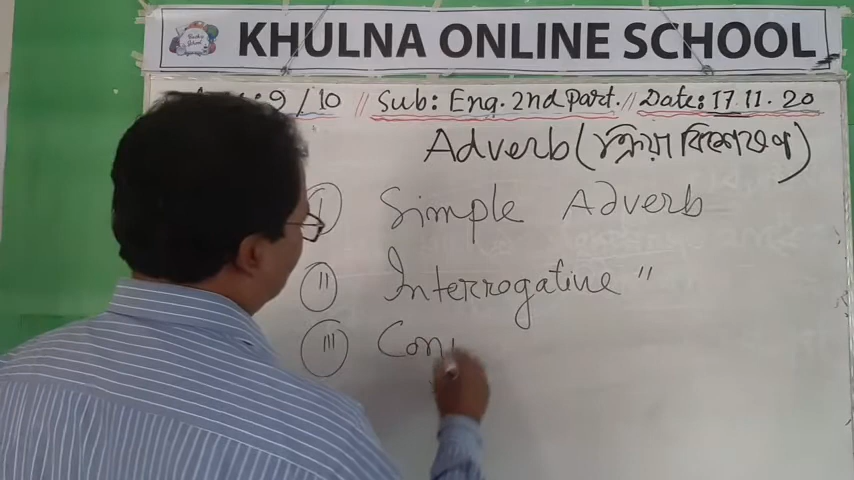 KHULNA ONLINE SCHOOL
9/10 // Sub: Eng. 2nd Part. // Date: 17.11.20
Adverb (ক্রিয়া বিশেষণ)
I Simple Adverb
II Interrogative "
III Con